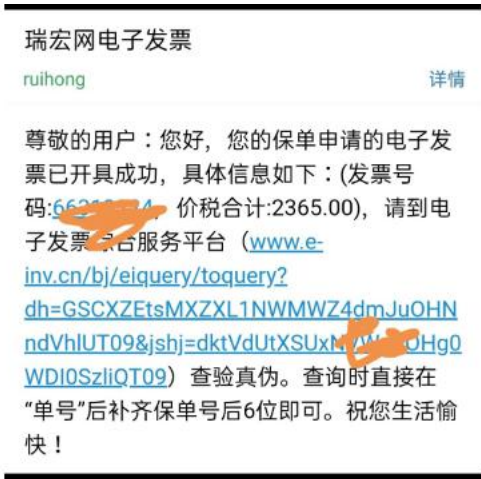 瑞宏网电子发票
ruihong 详情
尊敬的用户：您好，您的保单申请的电子发
票已开具成功，具体信息如下：(发票号
码: 价税合计:2365.00)，请到电
子发票综合服务平台（www.e-
inv.cn/bj/eiquery/toquery?
dh=GSCXZEtsMXZXL1NWMWZ4dmJuOHN
ndVhlUT09&jshj=dktVdUtXSUx
WDI0SzliQT09）查验真伪。查询时直接在
“单号”后补齐保单号后6位即可。祝您生活愉
快！